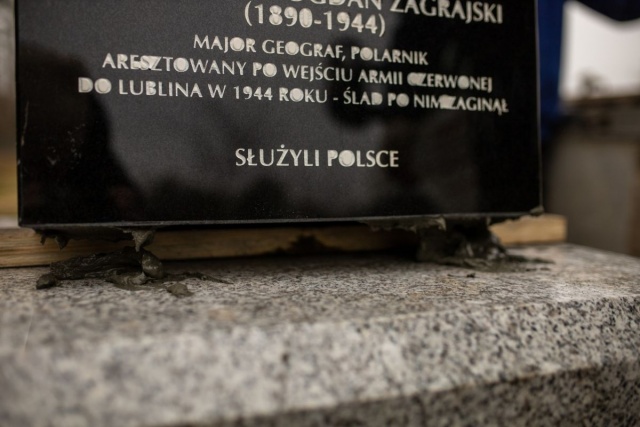 BOGDAN ZAGRAJSKI
(1890-1944)
MAJOR GEOGRAF, POLARNIK
ARESZTOWANY PO WEJŚCIU ARMII CZERWONEJ
DO LUBLINA W 1944 ROKU - ŚLAD PO NIM ZAGINĄŁ
SŁUŻYLI POLSCE